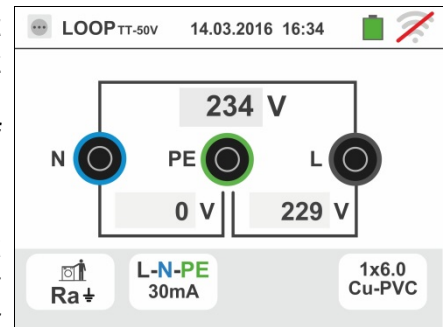 LOOP TT-50V 14.03.2016 16:34
234 V
N PE L
0 V 229 V
L-N-PE 1x6.0
Ra 30mA Cu-PVC